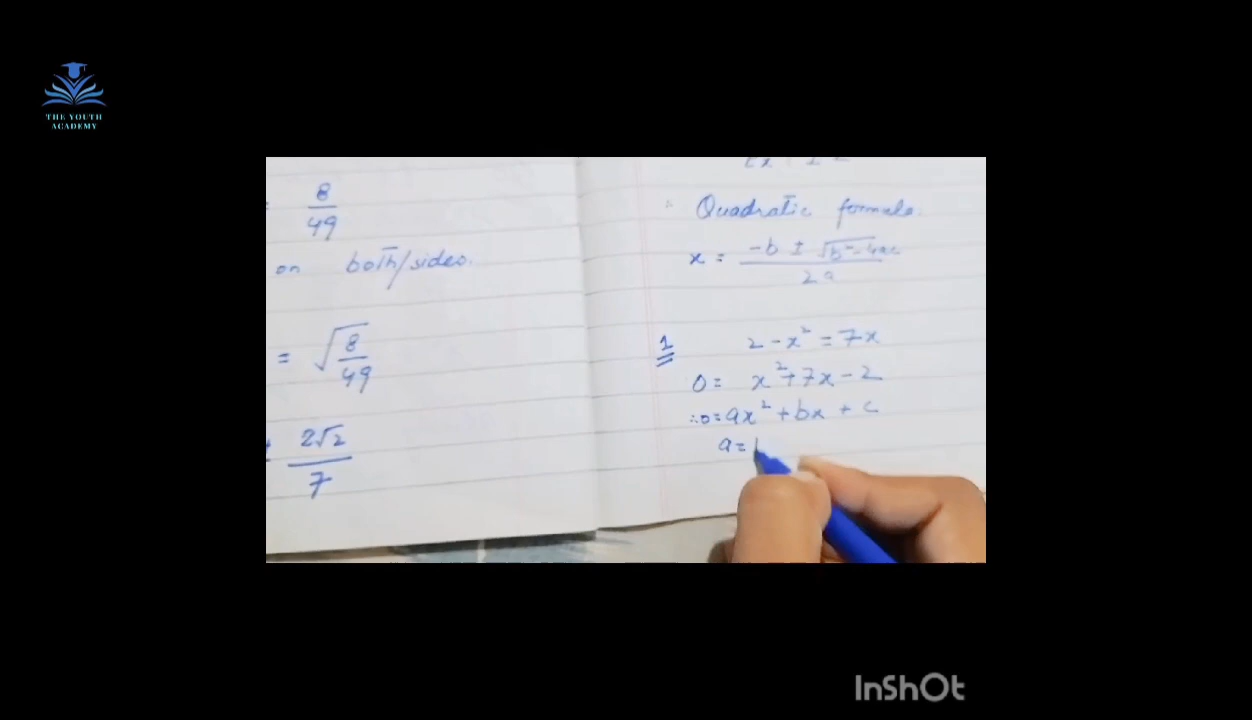 THE YOUTH
ACADEMY
= 8/49
on both/sides.
= √(8/49)
2√2/7
∴ Quadratic formula.
x = (-b ± √(b²-4ac))/2a
1 2 - x² = 7x
0 = x² + 7x - 2
∴ 0 = ax² + bx + c
a = 1
InShOt